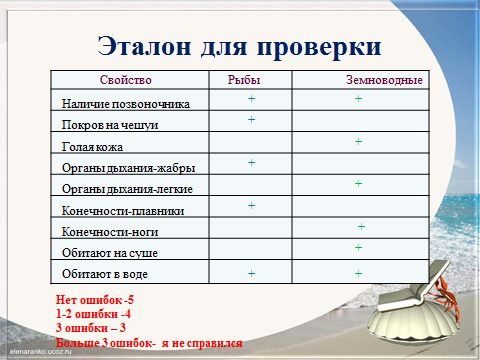 Эталон для проверки
Свойство Рыбы Земноводные
Наличие позвоночника + +
Покров на чешуи +
Голая кожа +
Органы дыхания-жабры +
Органы дыхания-легкие +
Конечности-плавники +
Конечности-ноги +
Обитают на суше +
Обитают в воде + +
Нет ошибок -5
1-2 ошибки -4
3 ошибки – 3
Больше 3 ошибок- я не справился
elenaranko.ucoz.ru